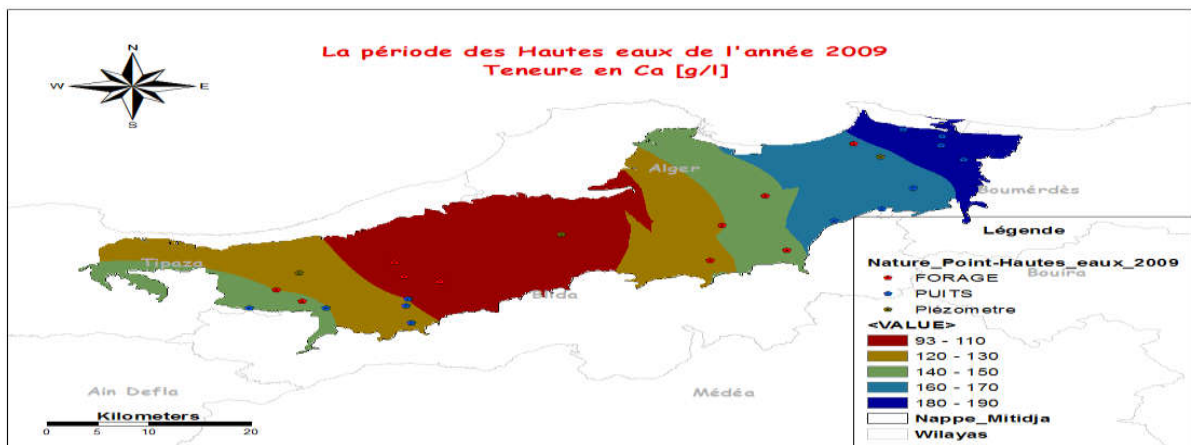 La période des Hautes eaux de l'année 2009
Teneure en Ca [g/l]
N
W
E
S
Alger
Boumérdès
Tipaza
Blida
Bouira
Ain Defla
Médéa
Kilometers
0 5 10 20
Légende
Nature_Point-Hautes_eaux_2009
FORAGE
PUITS
Piézometre
<VALUE>
93 - 110
120 - 130
140 - 150
160 - 170
180 - 190
Nappe_Mitidja
Wilayas